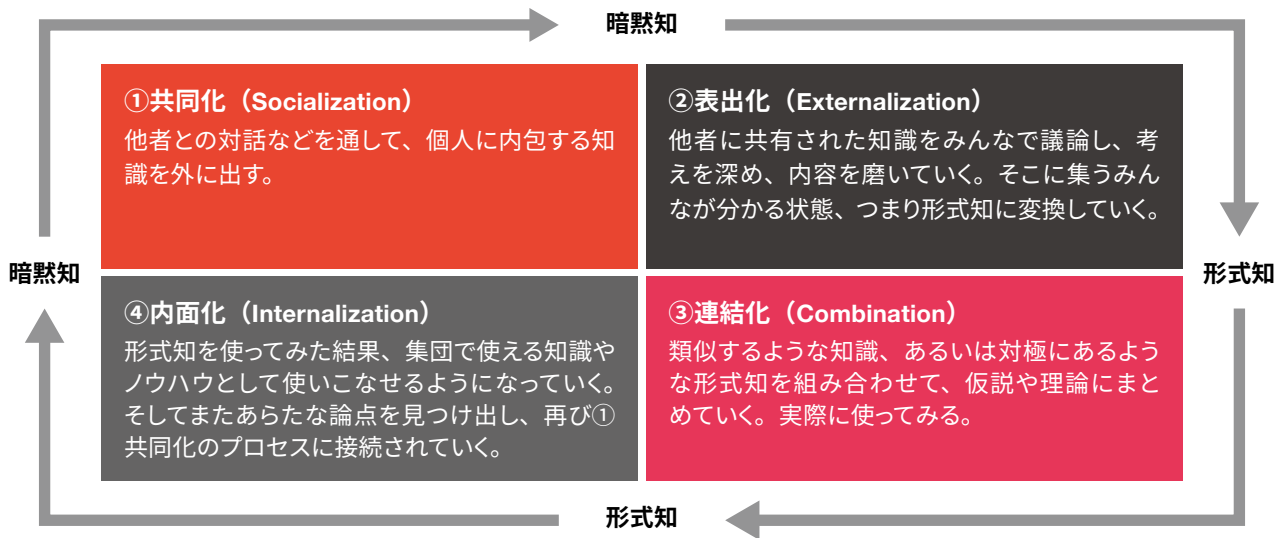 暗黙知
①共同化（Socialization）
他者との対話などを通して、個人に内包する知
識を外に出す。
②表出化（Externalization）
他者に共有された知識をみんなで議論し、考
えを深め、内容を磨いていく。そこに集うみん
なが分かる状態、つまり形式知に変換していく。
暗黙知
形式知
④内面化（Internalization）
形式知を使ってみた結果、集団で使える知識や
ノウハウとして使いこなせるようになっていく。
そしてまたあらたな論点を見つけ出し、再び①
共同化のプロセスに接続されていく。
③連結化（Combination）
類似するような知識、あるいは対極にあるよう
な形式知を組み合わせて、仮説や理論にまと
めていく。実際に使ってみる。
形式知